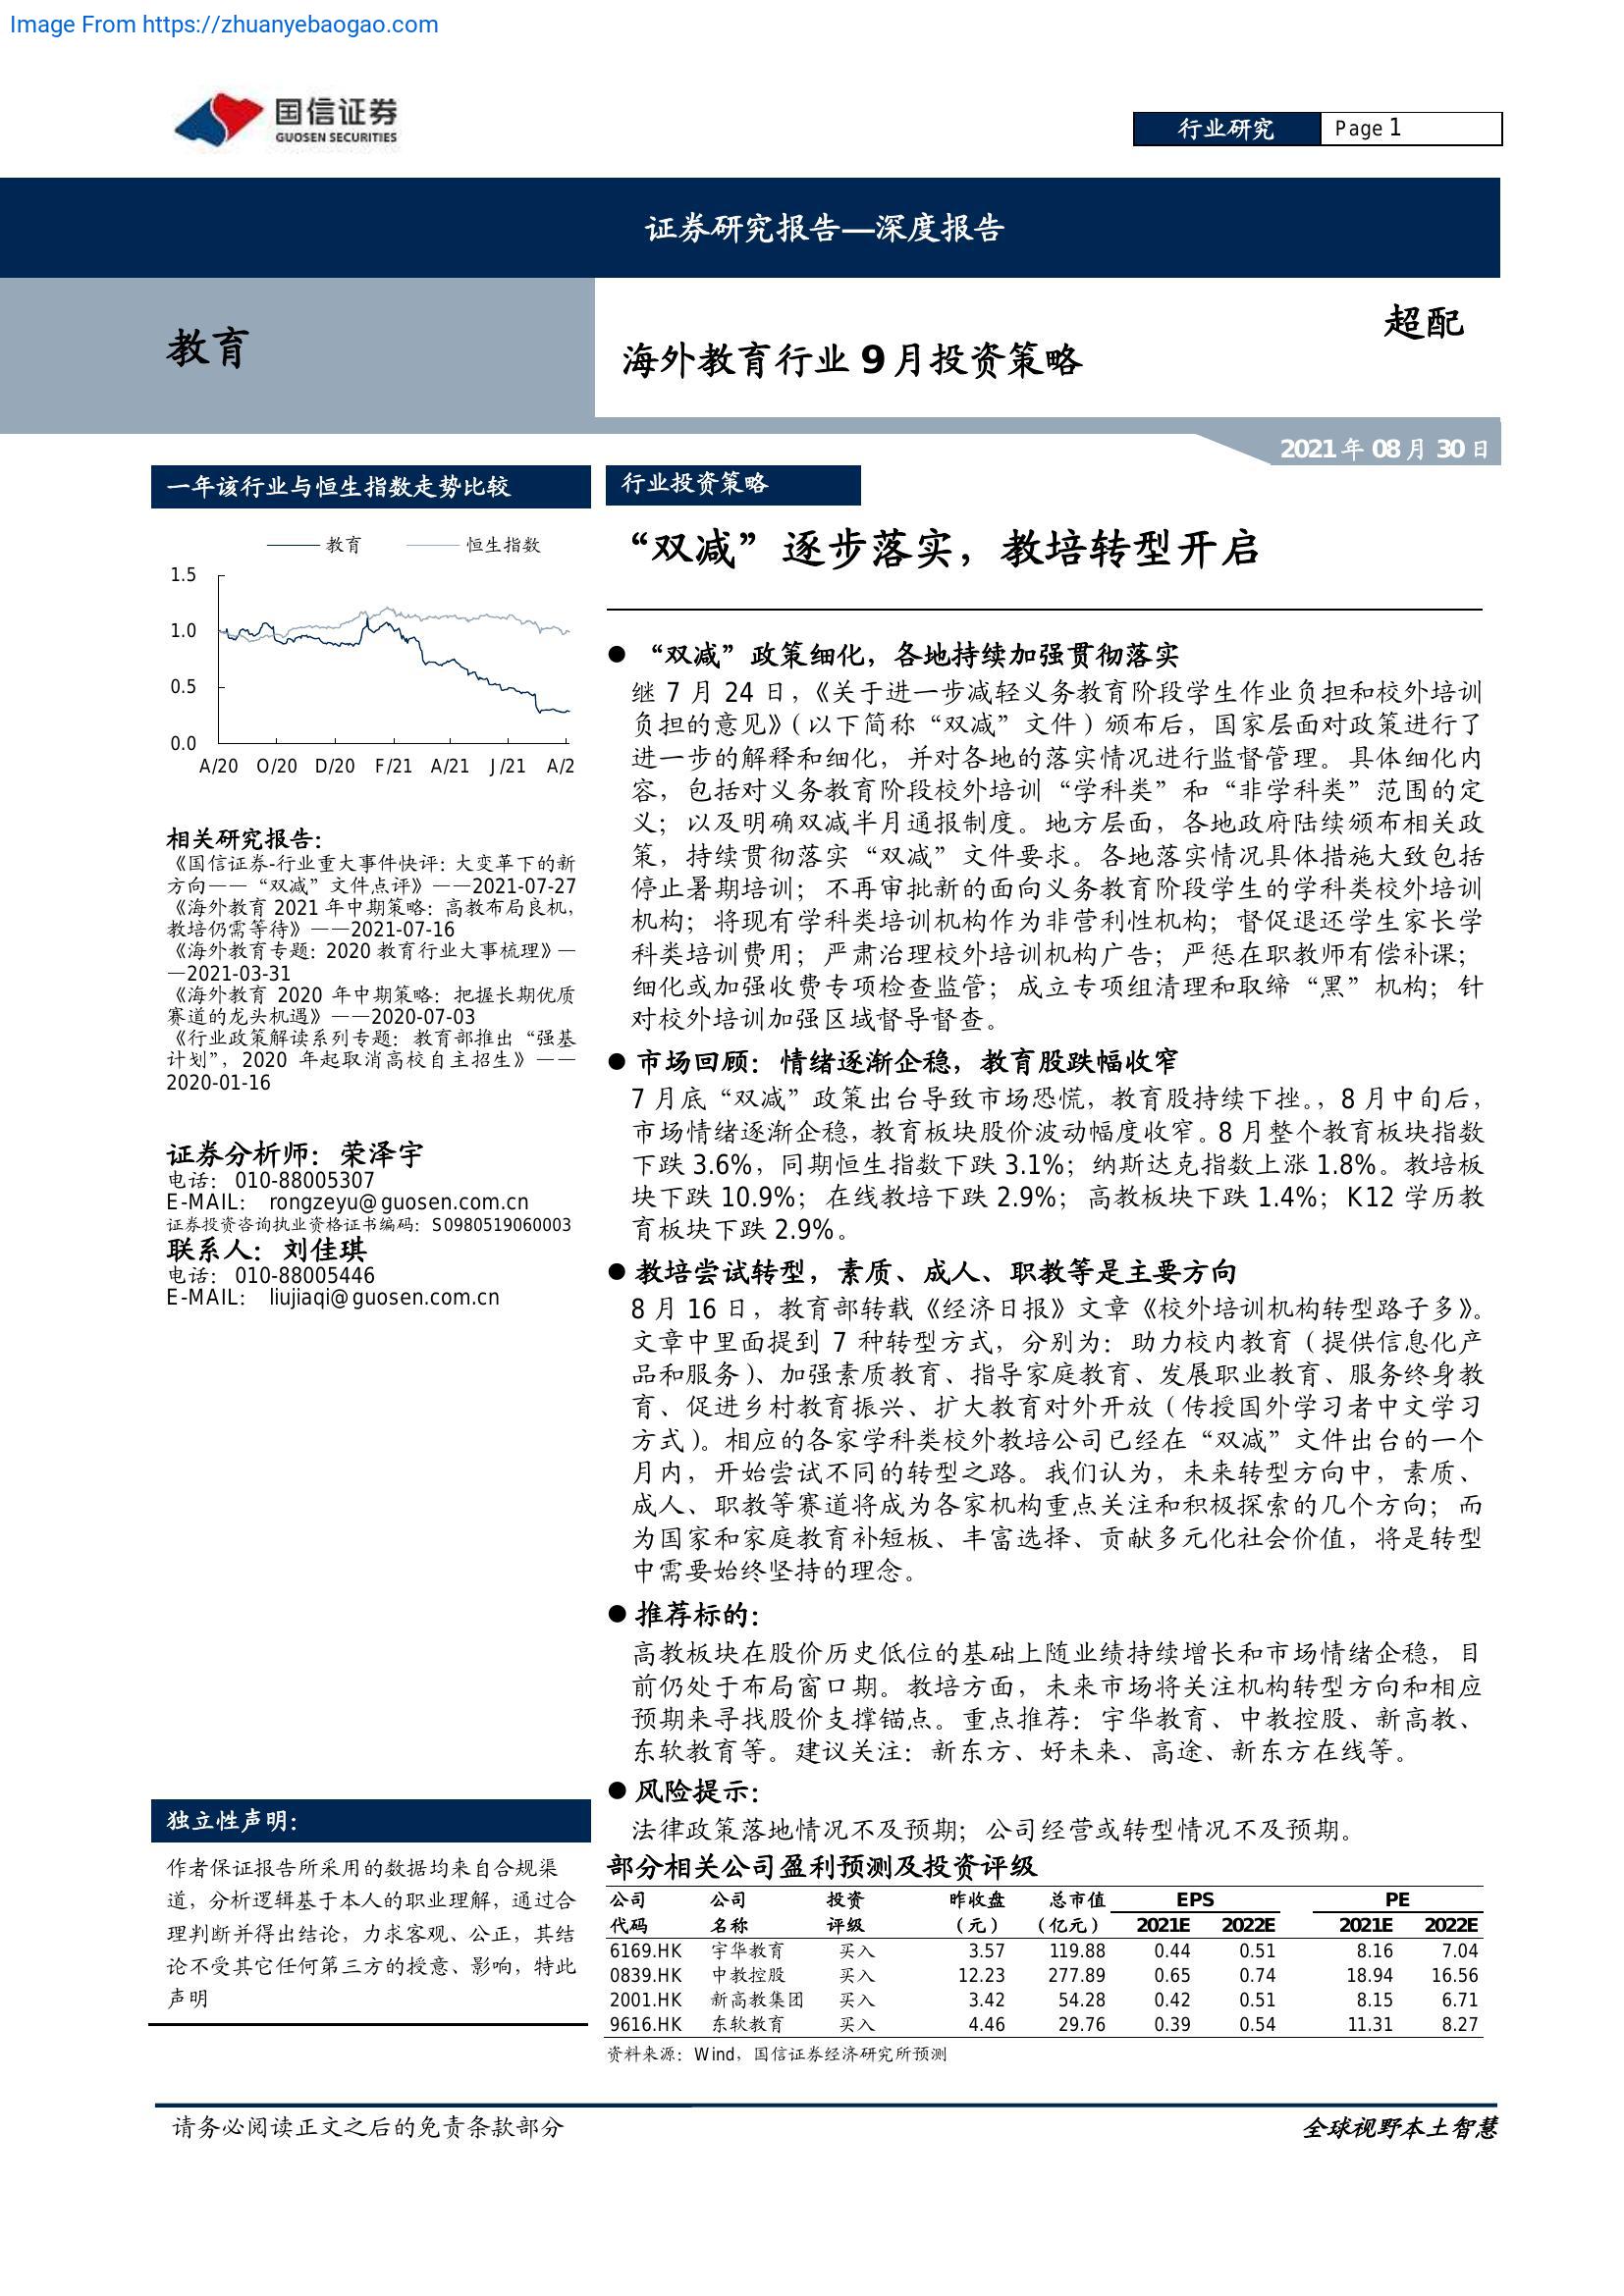 Image From https://zhuanyebaogao.com
国信证券
GUOSEN SECURITIES
行业研究
Page 1
证券研究报告—深度报告
教育
海外教育行业 9 月投资策略
超配
2021 年 08 月 30 日
一年该行业与恒生指数走势比较
教育 恒生指数
1.5
1.0
0.5
0.0
A/20 O/20 D/20 F/21 A/21 J/21 A/2
相关研究报告:
《国信证券-行业重大事件快评：大变革下的新
方向——“双减”文件点评》——2021-07-27
《海外教育 2021 年中期策略：高教布局良机，
教培仍需等待》——2021-07-16
《海外教育专题：2020 教育行业大事梳理》—
—2021-03-31
《海外教育 2020 年中期策略：把握长期优质
赛道的龙头机遇》——2020-07-03
《行业政策解读系列专题：教育部推出“强基
计划”，2020 年起取消高校自主招生》——
2020-01-16
证券分析师：荣泽宇
电话： 010-88005307
E-MAIL： rongzeyu@guosen.com.cn
证券投资咨询执业资格证书编码：S0980519060003
联系人：刘佳琪
电话： 010-88005446
E-MAIL： liujiaqi@guosen.com.cn
独立性声明:
作者保证报告所采用的数据均来自合规渠
道，分析逻辑基于本人的职业理解，通过合
理判断并得出结论，力求客观、公正，其结
论不受其它任何第三方的授意、影响，特此
声明
行业投资策略
“双减”逐步落实，教培转型开启
● “双减”政策细化，各地持续加强贯彻落实
继 7 月 24 日，《关于进一步减轻义务教育阶段学生作业负担和校外培训
负担的意见》（以下简称“双减”文件）颁布后，国家层面对政策进行了
进一步的解释和细化，并对各地的落实情况进行监督管理。具体细化内
容，包括对义务教育阶段校外培训“学科类”和“非学科类”范围的定
义；以及明确双减半月通报制度。地方层面，各地政府陆续颁布相关政
策，持续贯彻落实“双减”文件要求。各地落实情况具体措施大致包括
停止暑期培训；不再审批新的面向义务教育阶段学生的学科类校外培训
机构；将现有学科类培训机构作为非营利性机构；督促退还学生家长学
科类培训费用；严肃治理校外培训机构广告；严惩在职教师有偿补课；
细化或加强收费专项检查监管；成立专项组清理和取缔“黑”机构；针
对校外培训加强区域督导督查。
● 市场回顾：情绪逐渐企稳，教育股跌幅收窄
7 月底“双减”政策出台导致市场恐慌，教育股持续下挫。，8 月中旬后，
市场情绪逐渐企稳，教育板块股价波动幅度收窄。8 月整个教育板块指数
下跌 3.6%，同期恒生指数下跌 3.1%；纳斯达克指数上涨 1.8%。教培板
块下跌 10.9%；在线教培下跌 2.9%；高教板块下跌 1.4%；K12 学历教
育板块下跌 2.9%。
● 教培尝试转型，素质、成人、职教等是主要方向
8 月 16 日，教育部转载《经济日报》文章《校外培训机构转型路子多》。
文章中里面提到 7 种转型方式，分别为：助力校内教育（提供信息化产
品和服务）、加强素质教育、指导家庭教育、发展职业教育、服务终身教
育、促进乡村教育振兴、扩大教育对外开放（传授国外学习者中文学习
方式）。相应的各家学科类校外教培公司已经在“双减”文件出台的一个
月内，开始尝试不同的转型之路。我们认为，未来转型方向中，素质、
成人、职教等赛道将成为各家机构重点关注和积极探索的几个方向；而
为国家和家庭教育补短板、丰富选择、贡献多元化社会价值，将是转型
中需要始终坚持的理念。
● 推荐标的：
高教板块在股价历史低位的基础上随业绩持续增长和市场情绪企稳，目
前仍处于布局窗口期。教培方面，未来市场将关注机构转型方向和相应
预期来寻找股价支撑锚点。重点推荐：宇华教育、中教控股、新高教、
东软教育等。建议关注：新东方、好未来、高途、新东方在线等。
● 风险提示：
法律政策落地情况不及预期；公司经营或转型情况不及预期。
部分相关公司盈利预测及投资评级
公司 公司 投资 昨收盘 总市值 EPS PE
代码 名称 评级 （元） （亿元） 2021E 2022E 2021E 2022E
6169.HK 宇华教育 买入 3.57 119.88 0.44 0.51 8.16 7.04
0839.HK 中教控股 买入 12.23 277.89 0.65 0.74 18.94 16.56
2001.HK 新高教集团 买入 3.42 54.28 0.42 0.51 8.15 6.71
9616.HK 东软教育 买入 4.46 29.76 0.39 0.54 11.31 8.27
资料来源：Wind，国信证券经济研究所预测
请务必阅读正文之后的免责条款部分
全球视野本土智慧